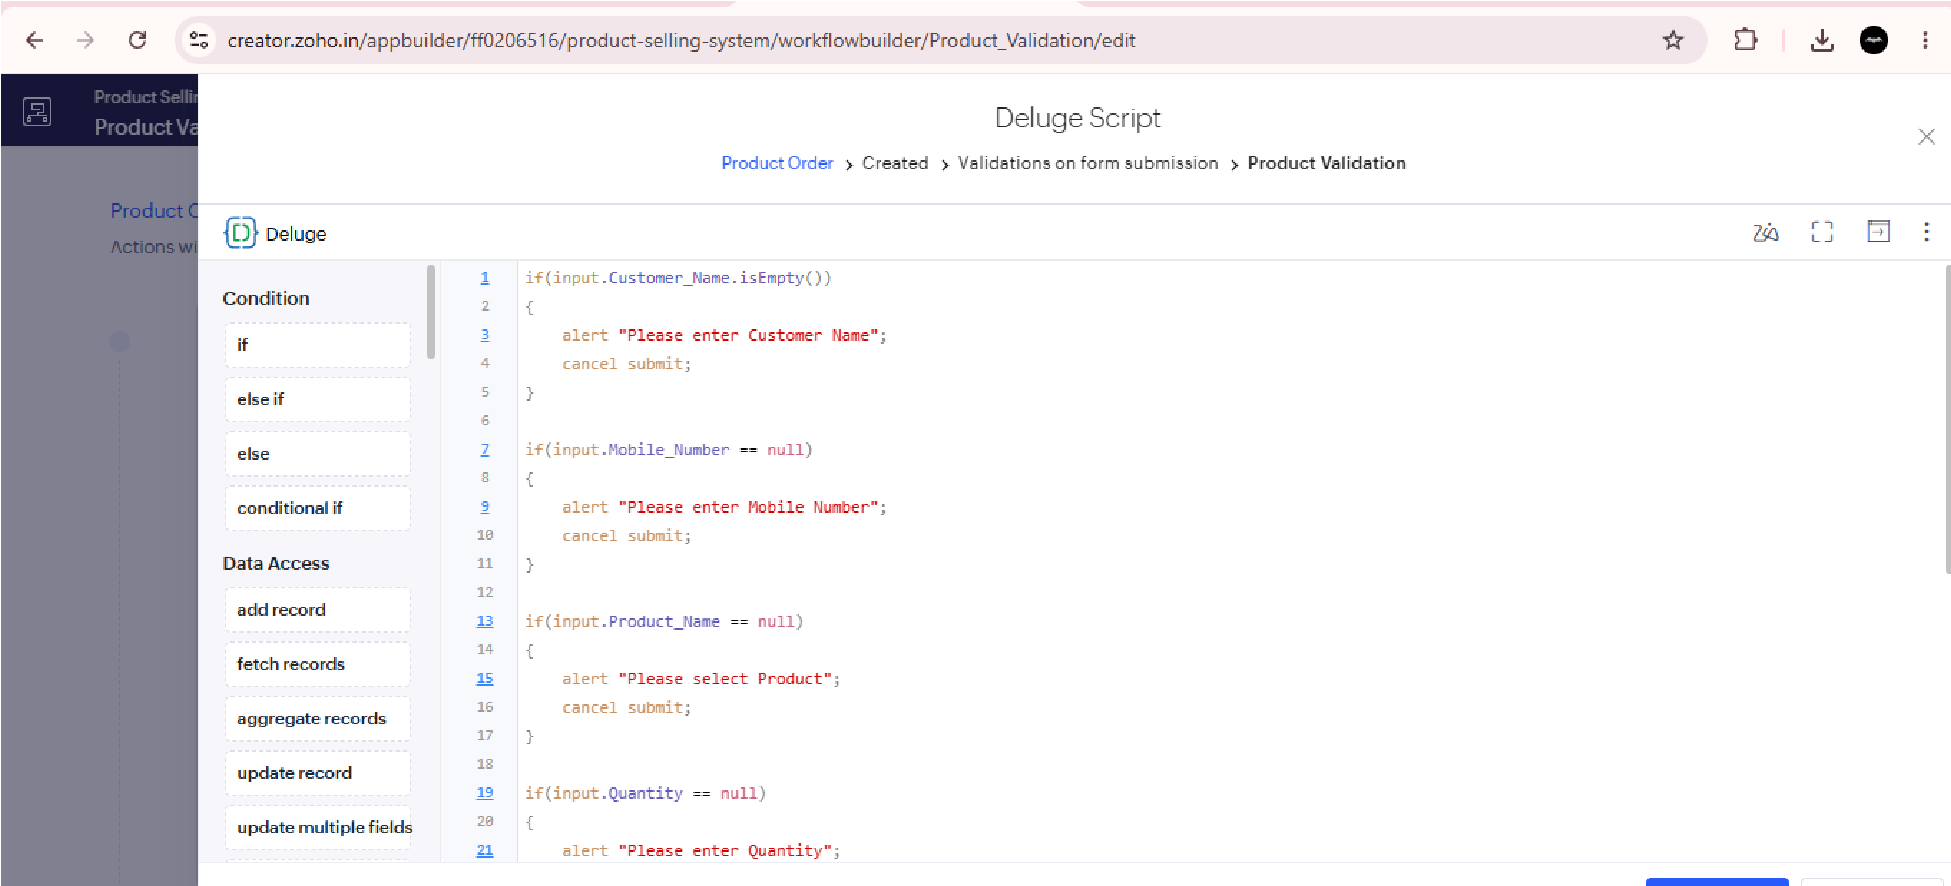 creator.zoho.in/appbuilder/ff0206516/product-selling-system/workflowbuilder/Product_Validation/edit
Product Sellin
Product Va
Deluge Script
Product Order > Created > Validations on form submission > Product Validation
Product O
Actions wi
Deluge
Zia
Condition
if
else if
else
conditional if
Data Access
add record
fetch records
aggregate records
update record
update multiple fields
1 if(input.Customer_Name.isEmpty())
2 {
3     alert "Please enter Customer Name";
4     cancel submit;
5 }
6
7 if(input.Mobile_Number == null)
8 {
9     alert "Please enter Mobile Number";
10     cancel submit;
11 }
12
13 if(input.Product_Name == null)
14 {
15     alert "Please select Product";
16     cancel submit;
17 }
18
19 if(input.Quantity == null)
20 {
21     alert "Please enter Quantity";